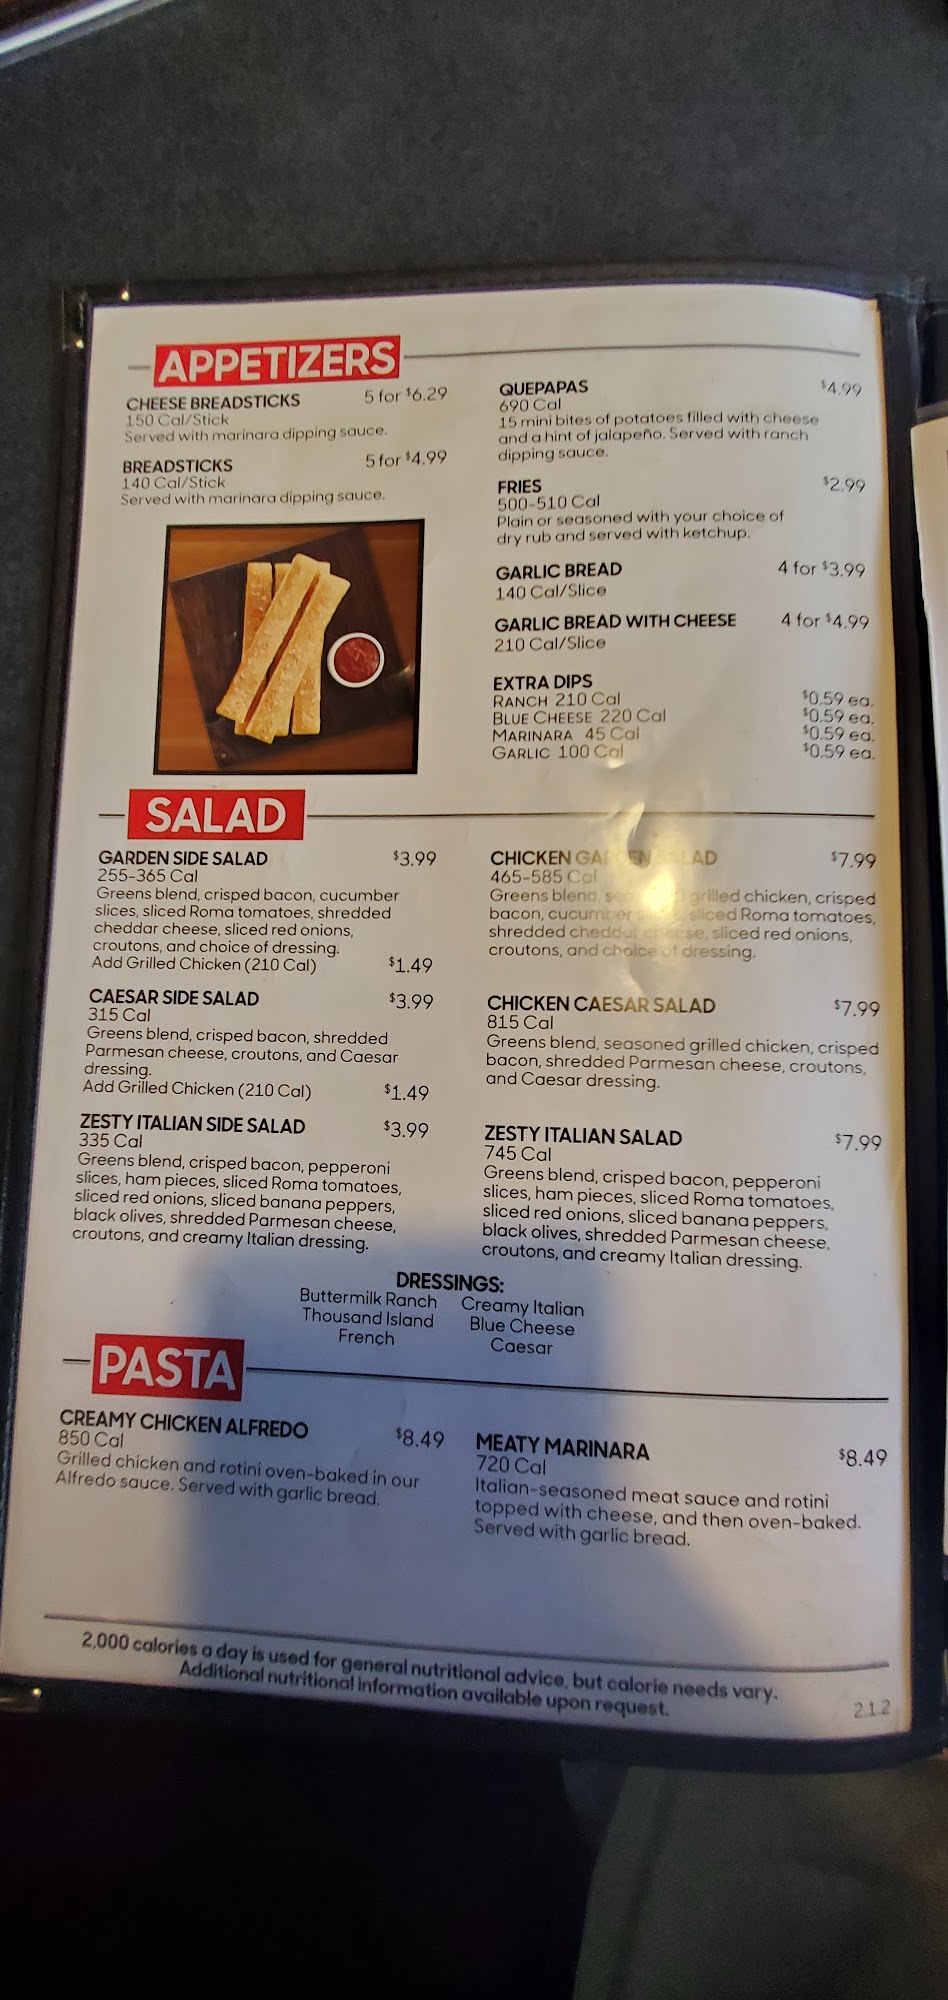 APPETIZERS
CHEESE BREADSTICKS 5 for $6.29
150 Cal/Stick
Served with marinara dipping sauce.
BREADSTICKS 5 for $4.99
140 Cal/Stick
Served with marinara dipping sauce.
QUEPAPAS $4.99
690 Cal
15 mini bites of potatoes filled with cheese
and a hint of jalapeño. Served with ranch
dipping sauce.
FRIES $2.99
500-510 Cal
Plain or seasoned with your choice of
dry rub and served with ketchup.
GARLIC BREAD 4 for $3.99
140 Cal/Slice
GARLIC BREAD WITH CHEESE 4 for $4.99
210 Cal/Slice
EXTRA DIPS
RANCH 210 Cal $0.59 ea.
BLUE CHEESE 220 Cal $0.59 ea.
MARINARA 45 Cal $0.59 ea.
GARLIC 100 Cal $0.59 ea.
SALAD
GARDEN SIDE SALAD $3.99
255-365 Cal
Greens blend, crisped bacon, cucumber
slices, sliced Roma tomatoes, shredded
cheddar cheese, sliced red onions,
croutons, and choice of dressing.
Add Grilled Chicken (210 Cal) $1.49
CAESAR SIDE SALAD $3.99
315 Cal
Greens blend, crisped bacon, shredded
Parmesan cheese, croutons, and Caesar
dressing.
Add Grilled Chicken (210 Cal) $1.49
ZESTY ITALIAN SIDE SALAD $3.99
335 Cal
Greens blend, crisped bacon, pepperoni
slices, ham pieces, sliced Roma tomatoes,
sliced red onions, sliced banana peppers,
black olives, shredded Parmesan cheese,
croutons, and creamy Italian dressing.
CHICKEN GARDEN SALAD $7.99
465-585 Cal
Greens blend, grilled chicken, crisped
bacon, cucumber slices, sliced Roma tomatoes,
shredded cheddar cheese, sliced red onions,
croutons, and choice of dressing.
CHICKEN CAESAR SALAD $7.99
815 Cal
Greens blend, seasoned grilled chicken, crisped
bacon, shredded Parmesan cheese, croutons,
and Caesar dressing.
ZESTY ITALIAN SALAD $7.99
745 Cal
Greens blend, crisped bacon, pepperoni
slices, ham pieces, sliced Roma tomatoes,
sliced red onions, sliced banana peppers,
black olives, shredded Parmesan cheese,
croutons, and creamy Italian dressing.
DRESSINGS:
Buttermilk Ranch Creamy Italian
Thousand Island Blue Cheese
French Caesar
PASTA
CREAMY CHICKEN ALFREDO $8.49
850 Cal
Grilled chicken and rotini oven-baked in our
Alfredo sauce. Served with garlic bread.
MEATY MARINARA $8.49
720 Cal
Italian-seasoned meat sauce and rotini
topped with cheese, and then oven-baked.
Served with garlic bread.
2,000 calories a day is used for general nutritional advice, but calorie needs vary.
Additional nutritional information available upon request.
2.1.2